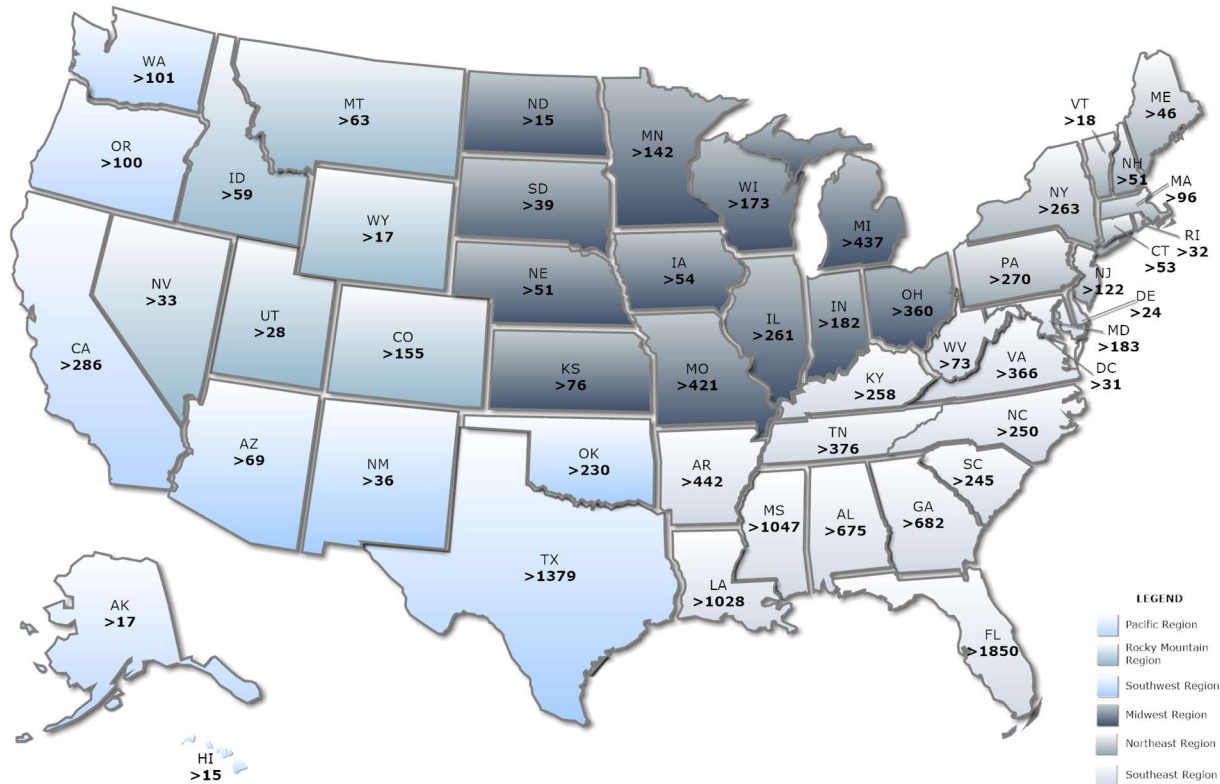 WA
>101
OR
>100
CA
>286
ID
>59
NV
>33
MT
>63
WY
>17
UT
>28
CO
>155
AZ
>69
NM
>36
ND
>15
SD
>39
NE
>51
KS
>76
OK
>230
TX
>1379
MN
>142
IA
>54
MO
>421
AR
>442
LA
>1028
WI
>173
IL
>261
MI
>437
IN
>182
OH
>360
KY
>258
TN
>376
MS
>1047
AL
>675
GA
>682
FL
>1850
SC
>245
NC
>250
VA
>366
WV
>73
PA
>270
NY
>263
VT
>18
NH
>51
ME
>46
MA
>96
RI
>32
CT
>53
NJ
>122
DE
>24
MD
>183
DC
>31
AK
>17
HI
>15
LEGEND
Pacific Region
Rocky Mountain
Region
Southwest Region
Midwest Region
Northeast Region
Southeast Region